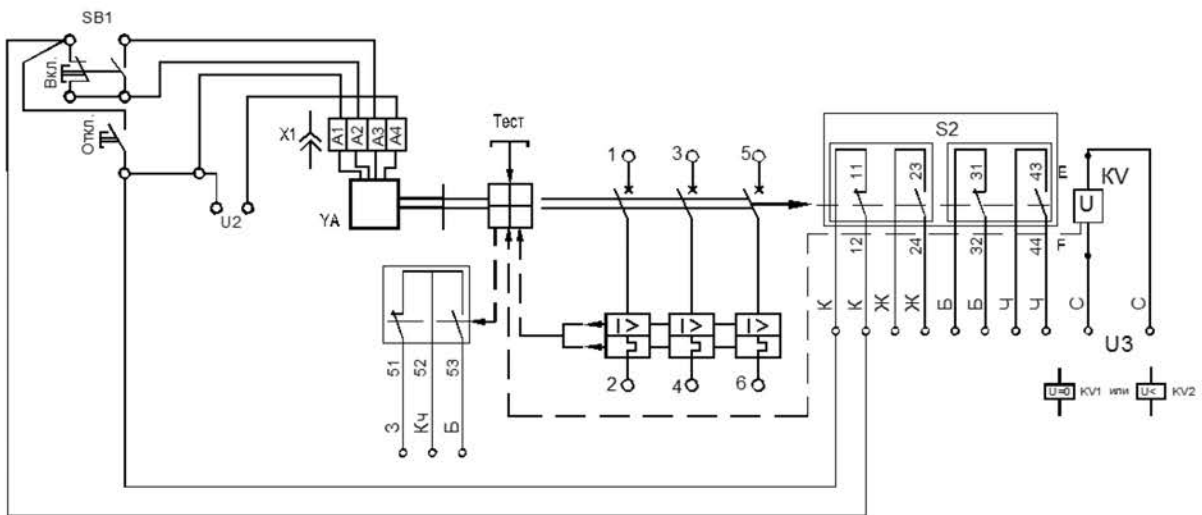 SB1
Вкл.
Откл.
X1
A1 A2 A3 A4
YA
U2
Тест
1 3 5
S2
11 23 31 43
E
KV
U
12 24 32 44
F
К К Ж Ж Б Б Ч Ч С С
I> I> I>
2 4 6
U3
51 52 53
З Кч Б
U=0 KV1 или U< KV2